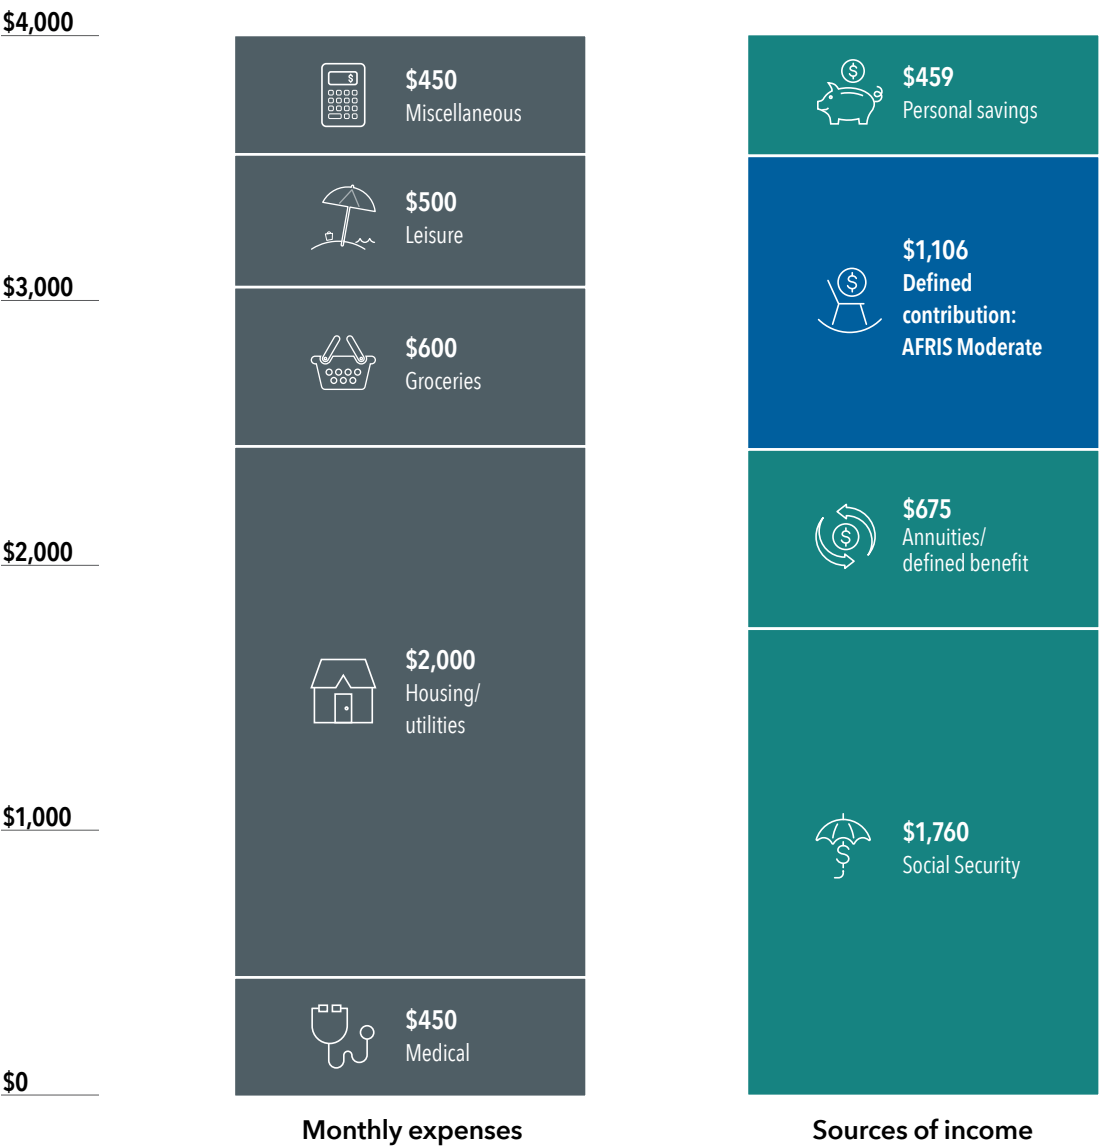 $4,000
$3,000
$2,000
$1,000
$0
$450
Miscellaneous
$500
Leisure
$600
Groceries
$2,000
Housing/
utilities
$450
Medical
Monthly expenses
$
$459
Personal savings
$
$1,106
Defined
contribution:
AFRIS Moderate
$
$675
Annuities/
defined benefit
$
$1,760
Social Security
$
Sources of income